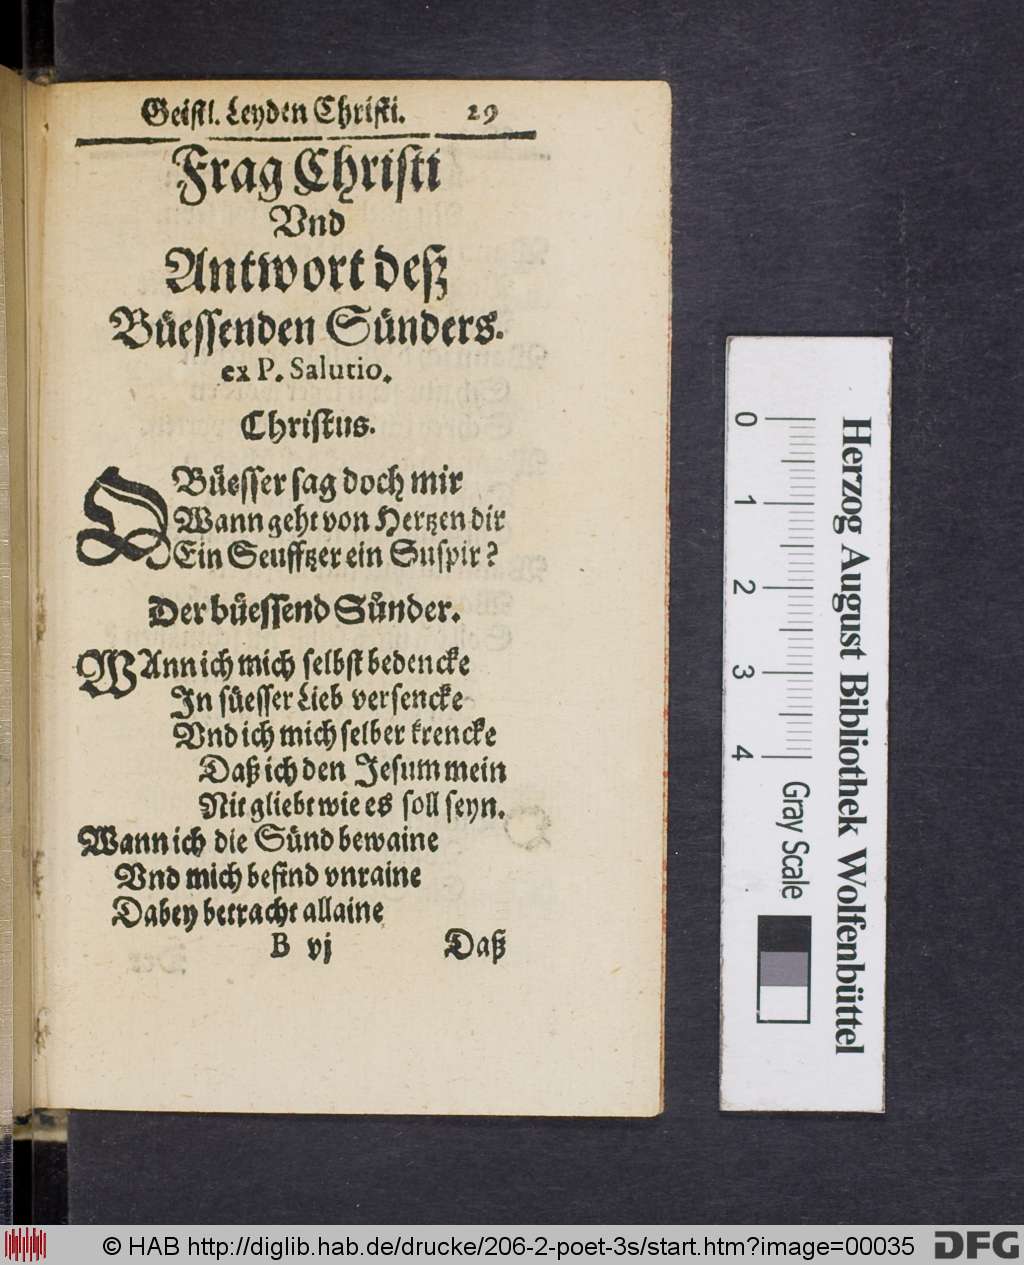 Geistl. Leyden Christi. 29
Frag Christi
Vnd
Antwort deß
Büessenden Sünders.
ex P. Salutio.
Christus.
O Büesser sag doch mir
Wann geht von Hertzen dir
Ein Seufftzer ein Suspir?
Der büessend Sünder.
WAnn ich mich selbst bedencke
In süesser Lieb versencke
Vnd ich mich selber krencke
Daß ich den Jesum mein
Nit gliebt wie es soll seyn.
Wann ich die Sünd bewaine
Vnd mich befind vnraine
Dabey betracht allaine
B vj Daß
0 1 2 3 4
Gray Scale
Herzog August Bibliothek Wolfenbüttel
© HAB http://diglib.hab.de/drucke/206-2-poet-3s/start.htm?image=00035
DFG